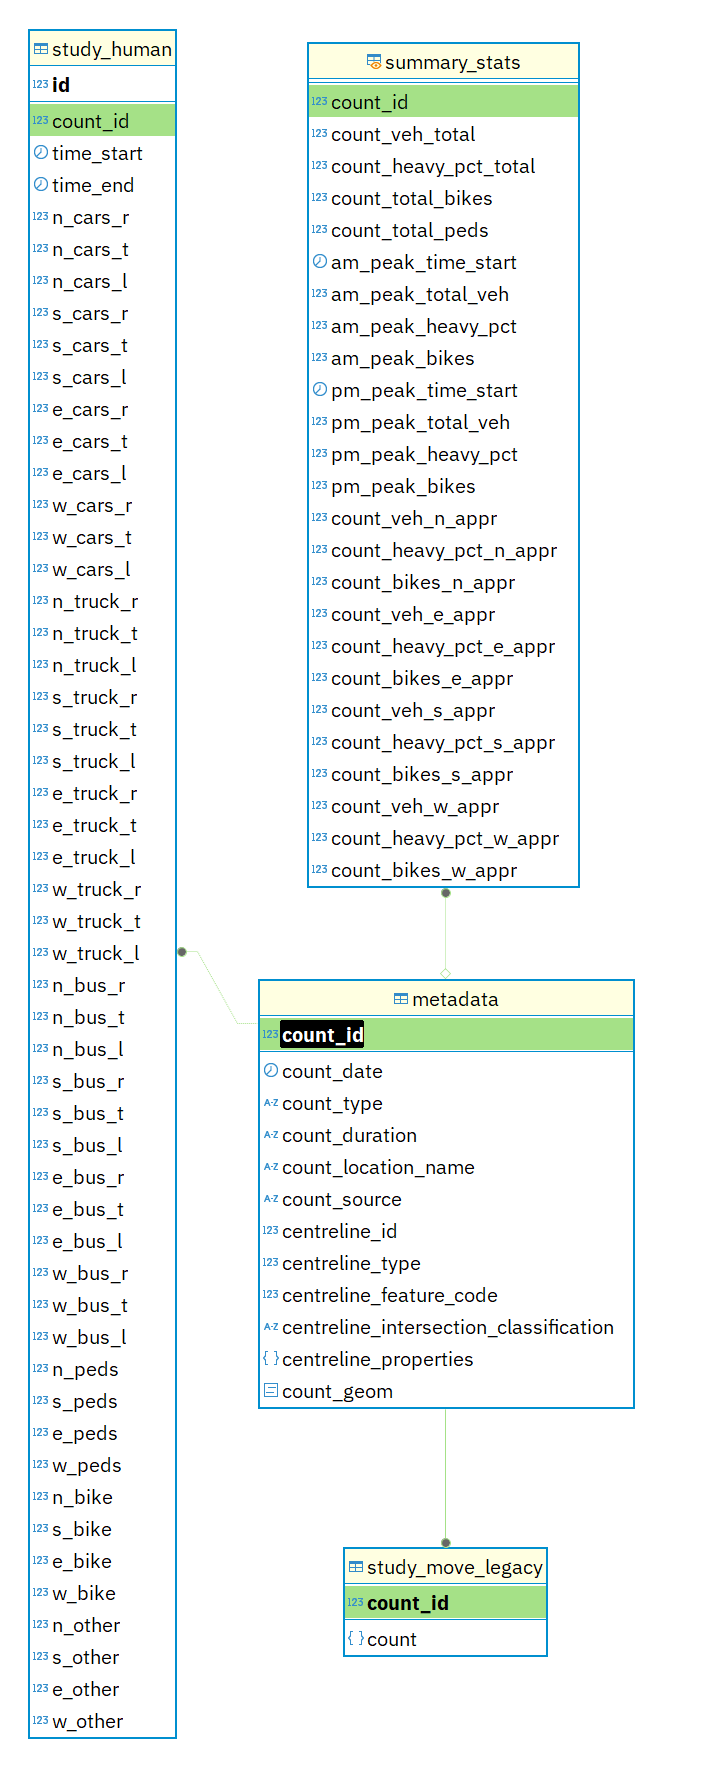 study_human
123 id
123 count_id
time_start
time_end
123 n_cars_r
123 n_cars_t
123 n_cars_l
123 s_cars_r
123 s_cars_t
123 s_cars_l
123 e_cars_r
123 e_cars_t
123 e_cars_l
123 w_cars_r
123 w_cars_t
123 w_cars_l
123 n_truck_r
123 n_truck_t
123 n_truck_l
123 s_truck_r
123 s_truck_t
123 s_truck_l
123 e_truck_r
123 e_truck_t
123 e_truck_l
123 w_truck_r
123 w_truck_t
123 w_truck_l
123 n_bus_r
123 n_bus_t
123 n_bus_l
123 s_bus_r
123 s_bus_t
123 s_bus_l
123 e_bus_r
123 e_bus_t
123 e_bus_l
123 w_bus_r
123 w_bus_t
123 w_bus_l
123 n_peds
123 s_peds
123 e_peds
123 w_peds
123 n_bike
123 s_bike
123 e_bike
123 w_bike
123 n_other
123 s_other
123 e_other
123 w_other
summary_stats
123 count_id
123 count_veh_total
123 count_heavy_pct_total
123 count_total_bikes
123 count_total_peds
am_peak_time_start
123 am_peak_total_veh
123 am_peak_heavy_pct
123 am_peak_bikes
pm_peak_time_start
123 pm_peak_total_veh
123 pm_peak_heavy_pct
123 pm_peak_bikes
123 count_veh_n_appr
123 count_heavy_pct_n_appr
123 count_bikes_n_appr
123 count_veh_e_appr
123 count_heavy_pct_e_appr
123 count_bikes_e_appr
123 count_veh_s_appr
123 count_heavy_pct_s_appr
123 count_bikes_s_appr
123 count_veh_w_appr
123 count_heavy_pct_w_appr
123 count_bikes_w_appr
metadata
123 count_id
count_date
A-Z count_type
A-Z count_duration
A-Z count_location_name
A-Z count_source
123 centreline_id
123 centreline_type
123 centreline_feature_code
A-Z centreline_intersection_classification
{ } centreline_properties
count_geom
study_move_legacy
123 count_id
{ } count